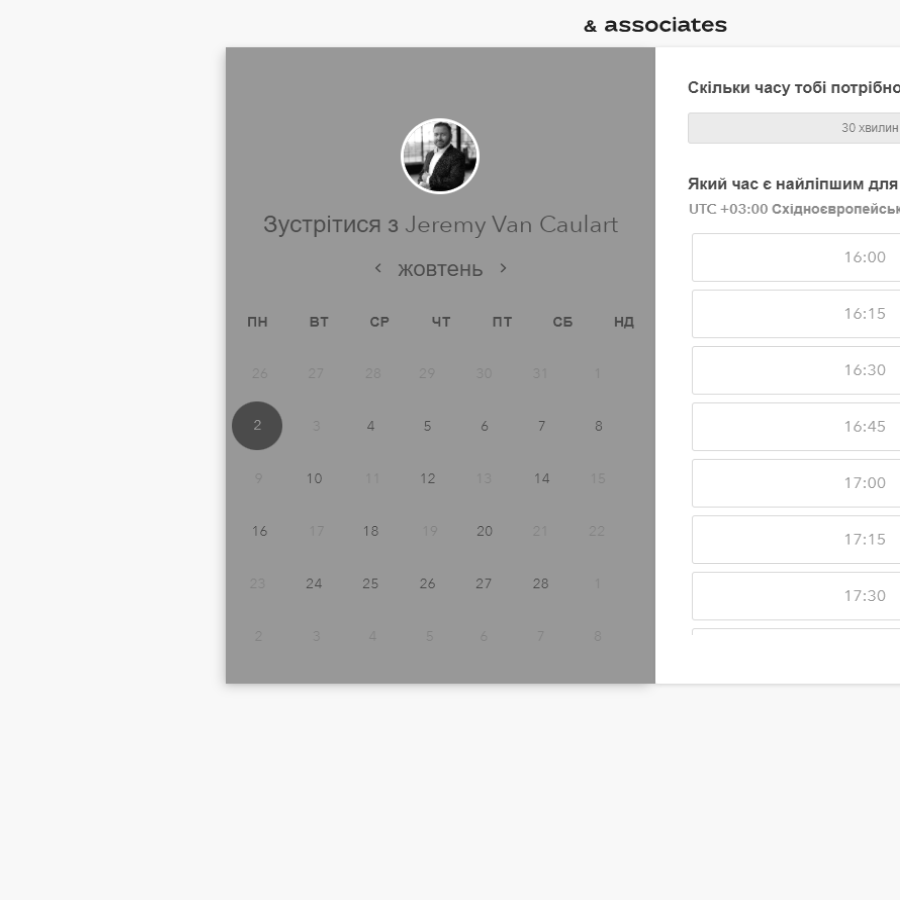 & associates
Зустрітися з Jeremy Van Caulart
жовтень
ПН ВТ СР ЧТ ПТ СБ НД
26 27 28 29 30 31 1
2 3 4 5 6 7 8
9 10 11 12 13 14 15
16 17 18 19 20 21 22
23 24 25 26 27 28 1
2 3 4 5 6 7 8
Скільки часу тобі потрібно
30 хвилин
Який час є найліпшим для
UTC +03:00 Східноєвропейськ
16:00
16:15
16:30
16:45
17:00
17:15
17:30